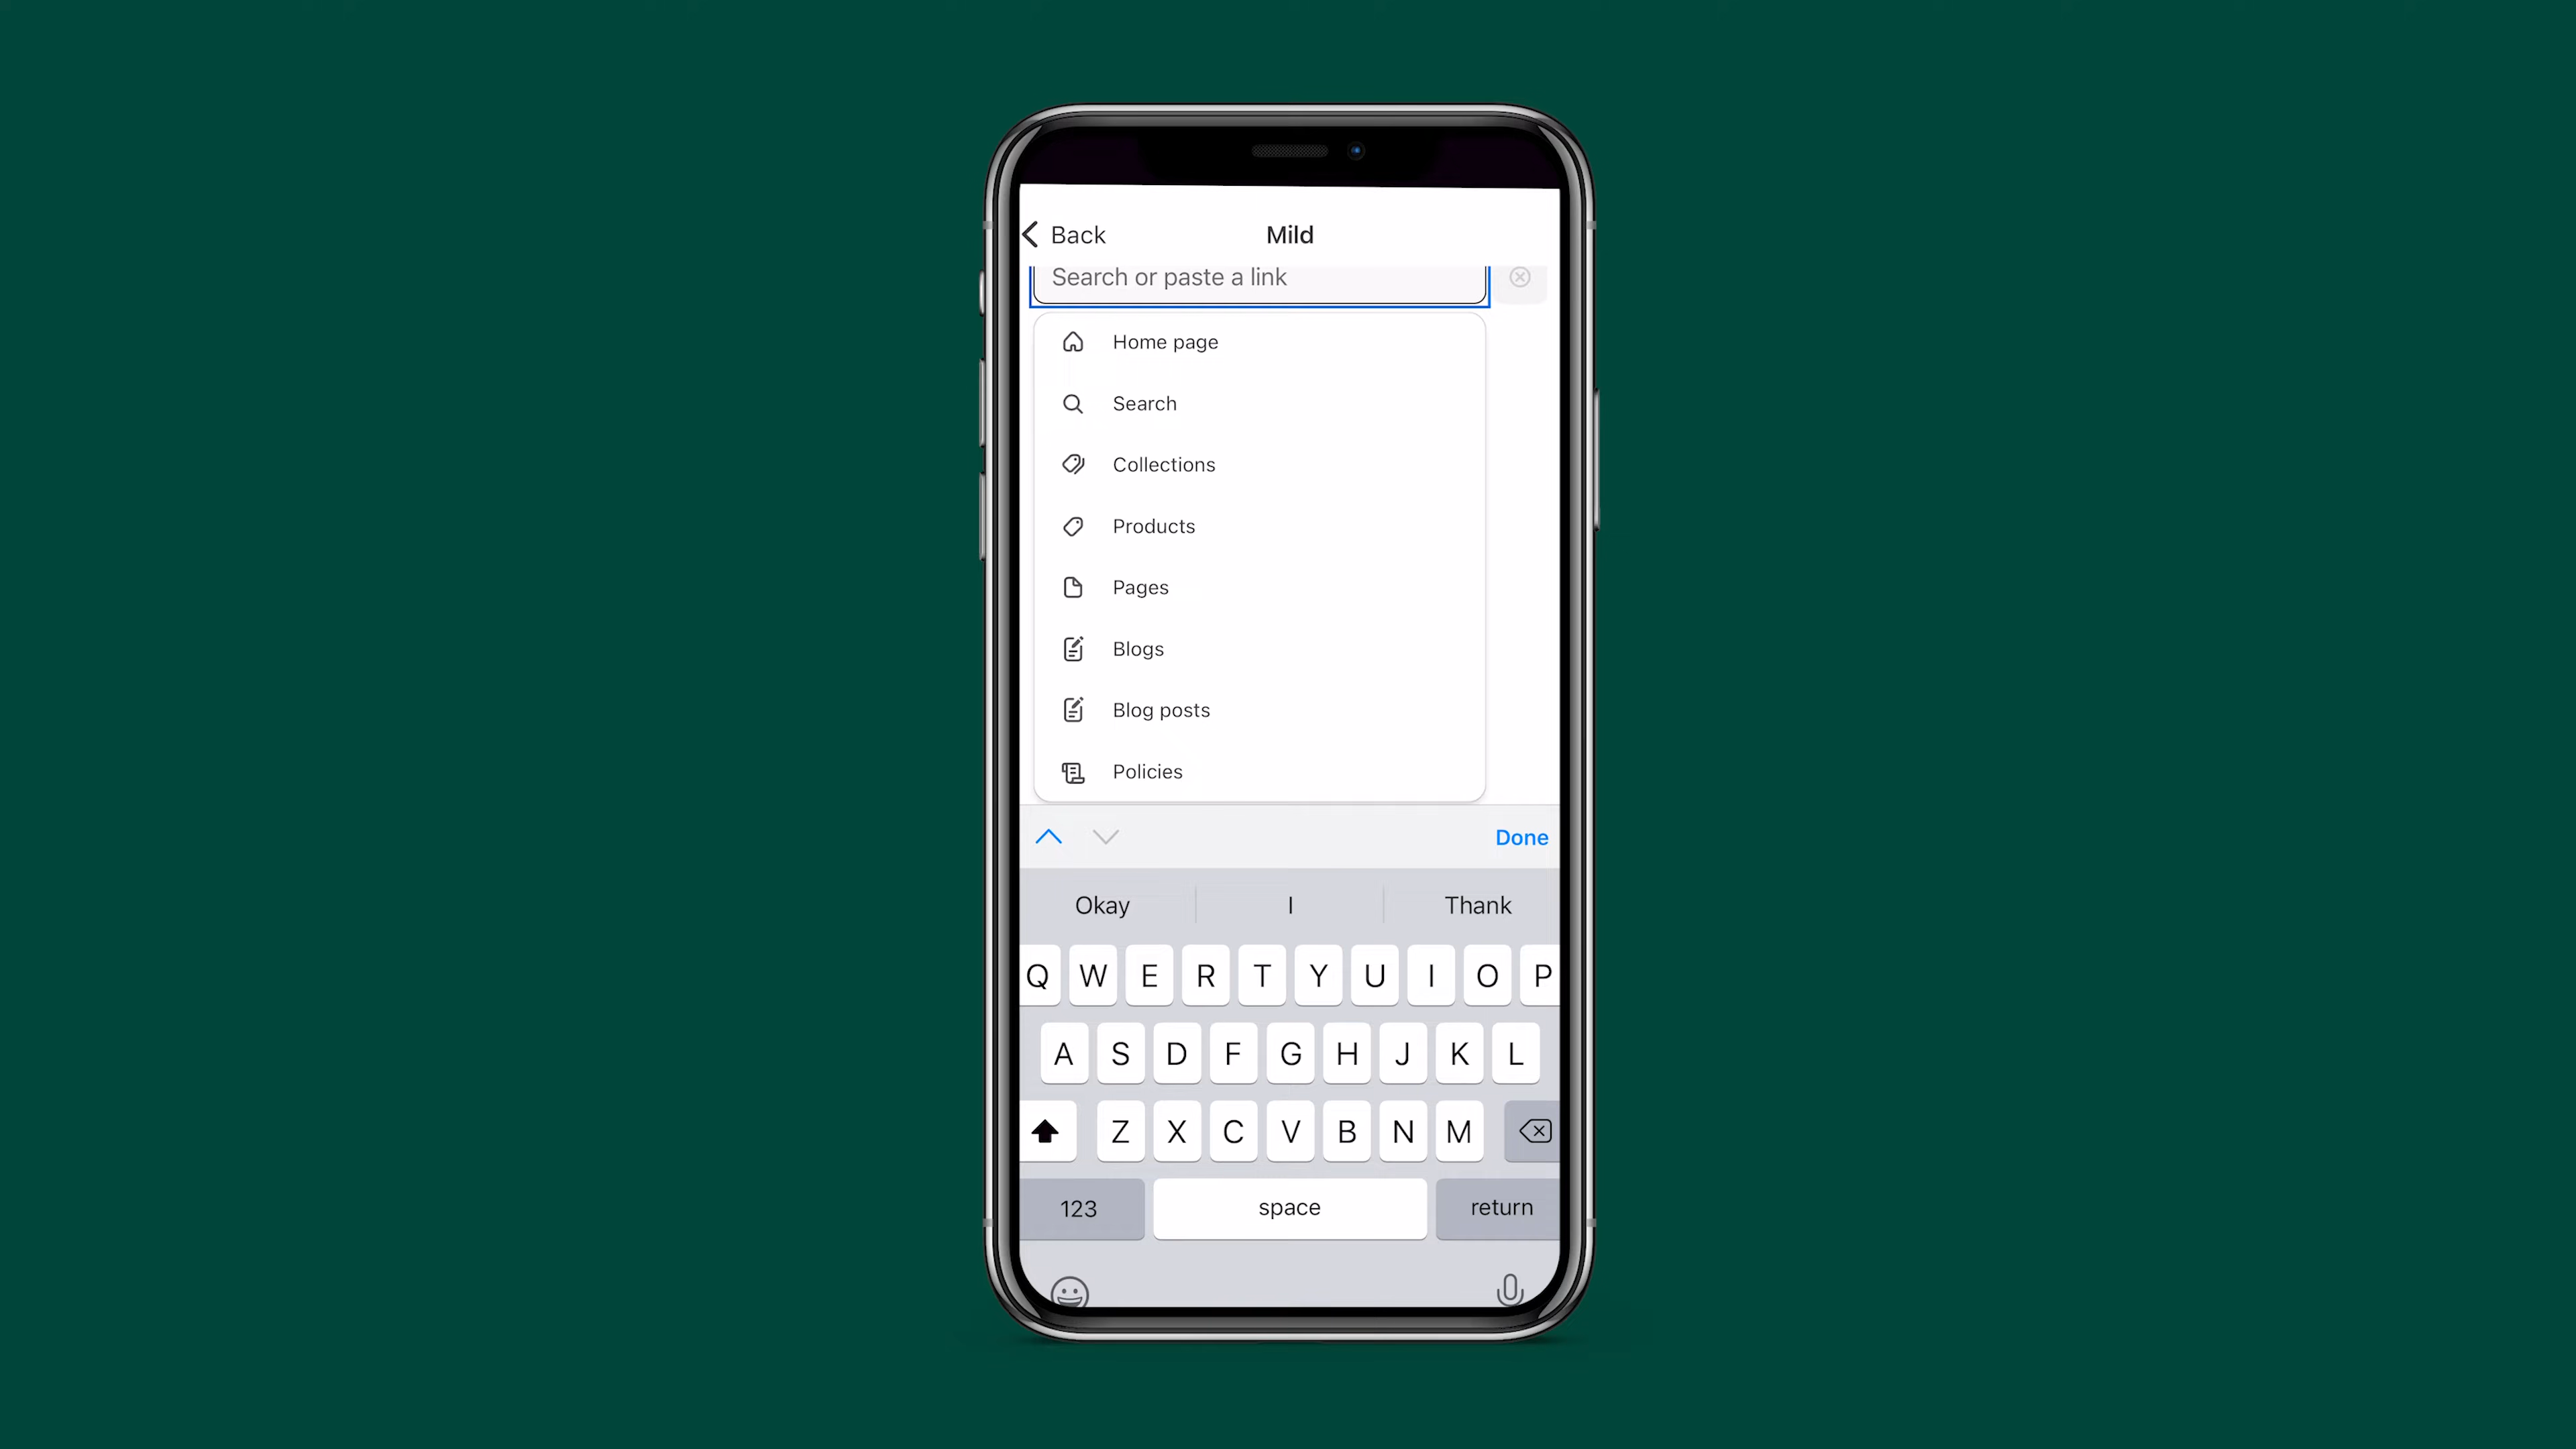 Back
Mild
Search or paste a link
Home page
Search
Collections
Products
Pages
Blogs
Blog posts
Policies
Done
Okay I Thank
Q W E R T Y U I O P
A S D F G H J K L
Z X C V B N M
123 space return